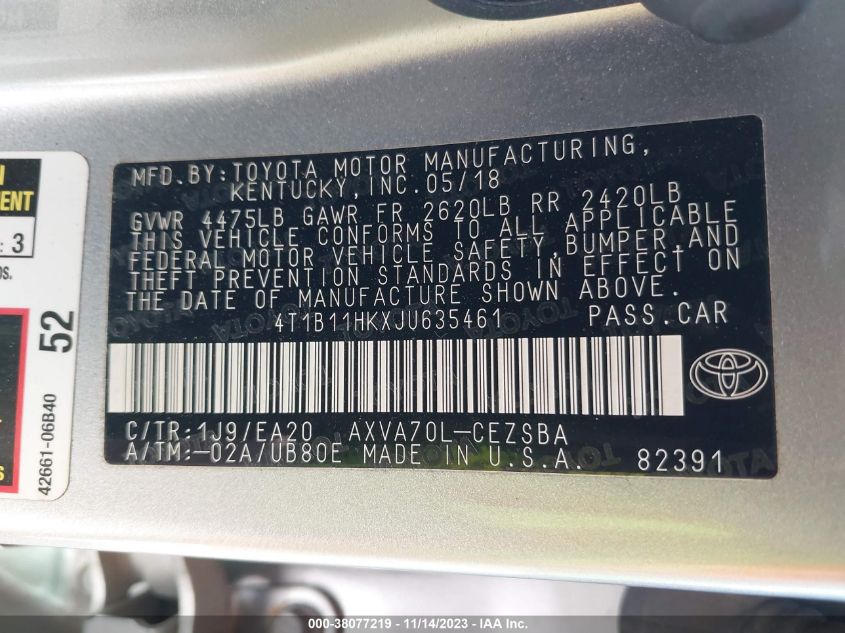 MFD.BY:TOYOTA MOTOR MANUFACTURING,
KENTUCKY,INC.05/18
GVWR 4475LB GAWR FR 2620LB RR 2420LB
THIS VEHICLE CONFORMS TO ALL APPLICABLE
FEDERAL MOTOR VEHICLE SAFETY,BUMPER,AND
THEFT PREVENTION STANDARDS IN EFFECT ON
THE DATE OF MANUFACTURE SHOWN ABOVE.
4T1B11HKXJU635461 PASS.CAR
C/TR:1J9/EA20 AXVA70L-CEZSBA
A/TM:-02A/UB80E MADE IN U.S.A. 82391
: 3
52
42661-06B40
000-38077219 - 11/14/2023 - IAA Inc.